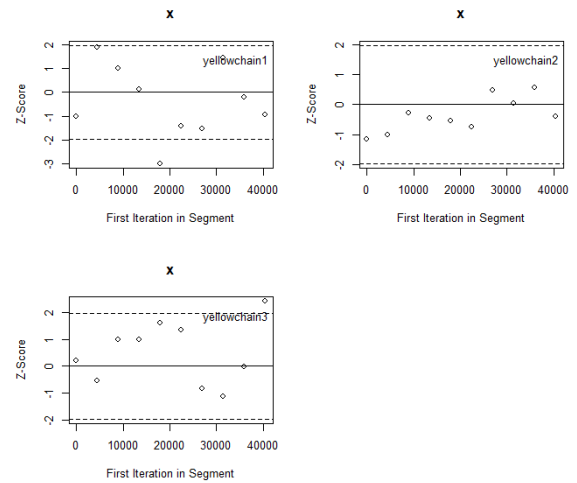 x
yellowchain1
Z-Score
2
1
0
-1
-2
-3
0 10000 20000 30000 40000
First Iteration in Segment
x
yellowchain2
Z-Score
2
1
0
-1
-2
0 10000 20000 30000 40000
First Iteration in Segment
x
yellowchain3
Z-Score
2
1
0
-1
-2
0 10000 20000 30000 40000
First Iteration in Segment